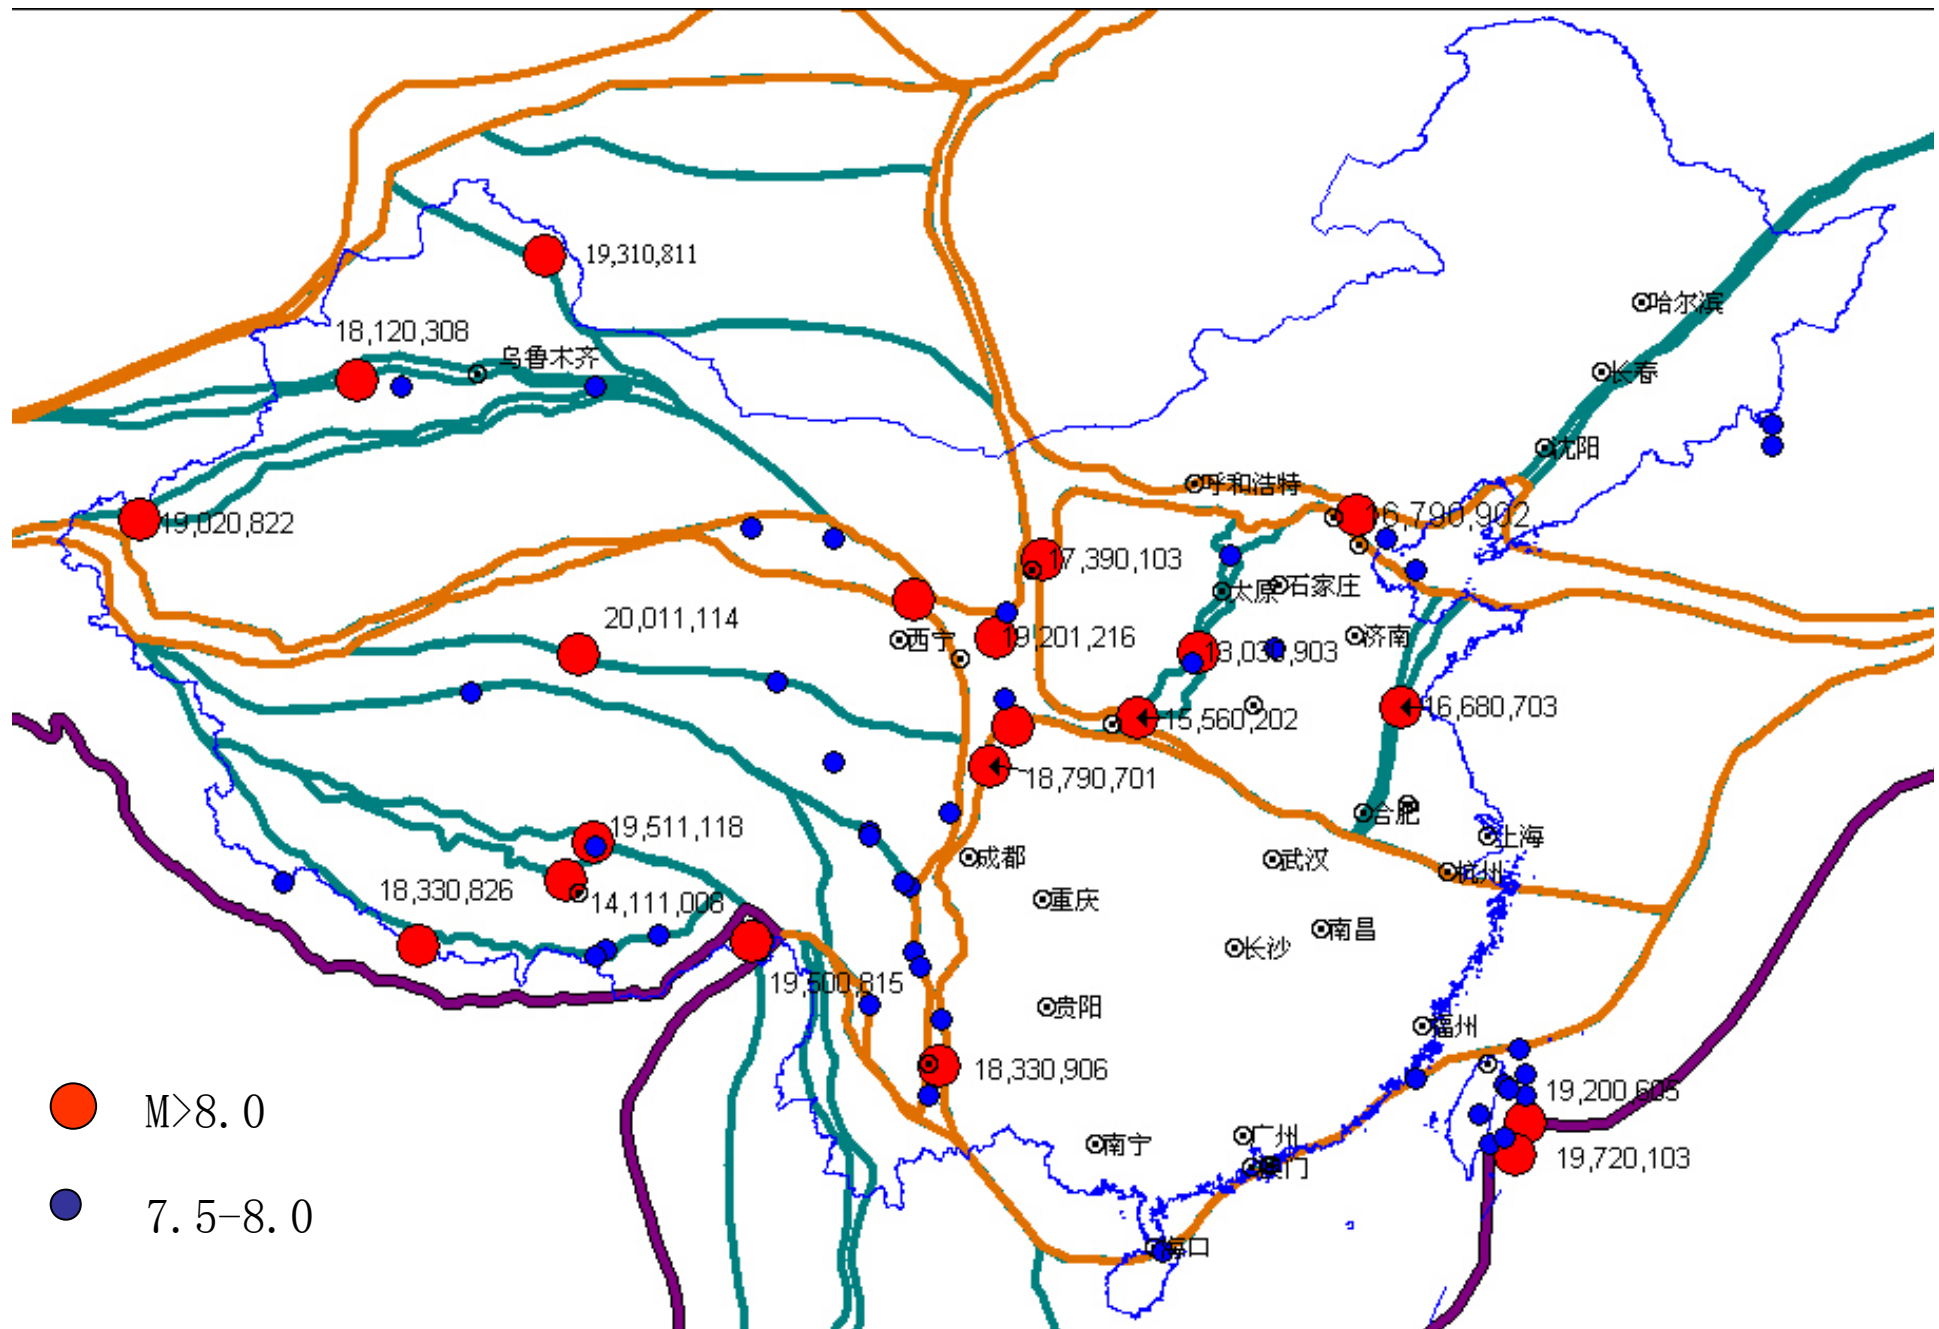 19,310,811
18,120,308
乌鲁木齐
哈尔滨
长春
沈阳
呼和浩特
19,020,822
16,790,902
17,390,103
太原
石家庄
20,011,114
西宁
19,201,216
济南
15,560,202
16,680,703
18,790,701
合肥
19,511,118
上海
成都
武汉
杭州
18,330,826
重庆
南昌
长沙
19,500,815
贵阳
福州
18,330,906
19,200,605
M>8.0
广州
南宁
19,720,103
7.5-8.0
海口